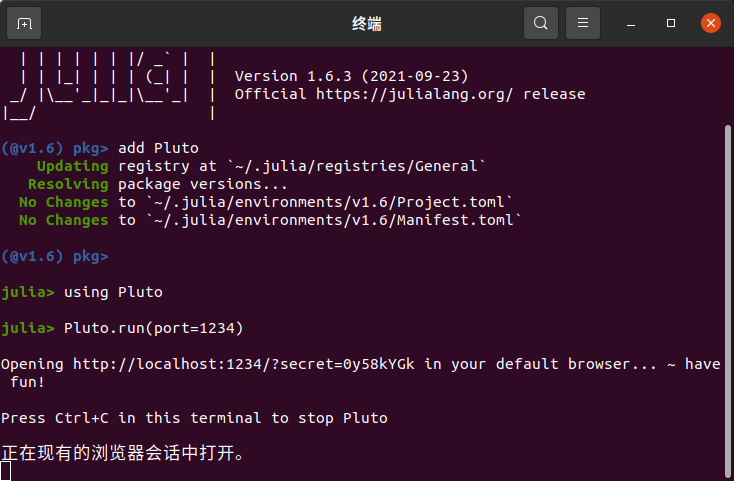 终端
  | | | | | | |/ _` |  |
  | | |_| | | | (_| |  |  Version 1.6.3 (2021-09-23)
 _/ |\__'_|_|_|\__'_|  |  Official https://julialang.org/ release
|__/                   |
(@v1.6) pkg> add Pluto
    Updating registry at `~/.julia/registries/General`
   Resolving package versions...
  No Changes to `~/.julia/environments/v1.6/Project.toml`
  No Changes to `~/.julia/environments/v1.6/Manifest.toml`
(@v1.6) pkg>
julia> using Pluto
julia> Pluto.run(port=1234)
Opening http://localhost:1234/?secret=0y58kYGk in your default browser... ~ have
 fun!
Press Ctrl+C in this terminal to stop Pluto
正在现有的浏览器会话中打开。